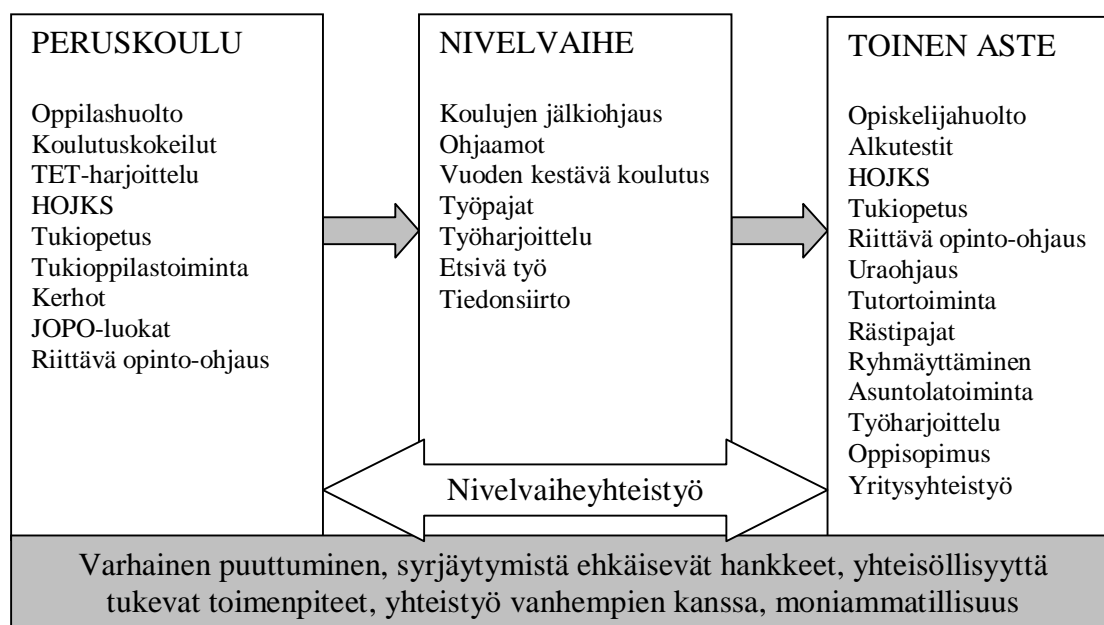 PERUSKOULU
Oppilashuolto
Koulutuskokeilut
TET-harjoittelu
HOJKS
Tukiopetus
Tukioppilastoiminta
Kerhot
JOPO-luokat
Riittävä opinto-ohjaus
NIVELVAIHE
Koulujen jälkiohjaus
Ohjaamot
Vuoden kestävä koulutus
Työpajat
Työharjoittelu
Etsivä työ
Tiedonsiirto
TOINEN ASTE
Opiskelijahuolto
Alkutestit
HOJKS
Tukiopetus
Riittävä opinto-ohjaus
Uraohjaus
Tutortoiminta
Rästipajat
Ryhmäyttäminen
Asuntolatoiminta
Työharjoittelu
Oppisopimus
Yritysyhteistyö
Nivelvaiheyhteistyö
Varhainen puuttuminen, syrjäytymistä ehkäisevät hankkeet, yhteisöllisyyttä
tukevat toimenpiteet, yhteistyö vanhempien kanssa, moniammatillisuus